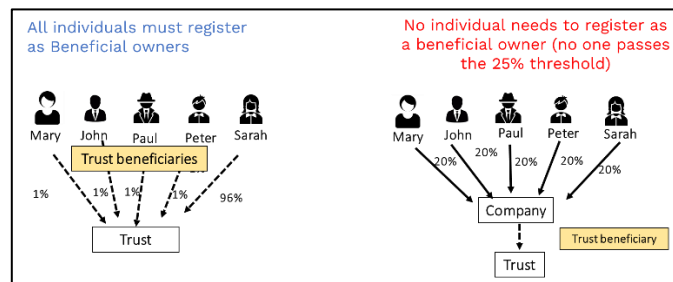 All individuals must register
as Beneficial owners
Mary
John
Paul
Peter
Sarah
Trust beneficiaries
1%
1%
1%
1%
96%
Trust
No individual needs to register as
a beneficial owner (no one passes
the 25% threshold)
Mary
John
Paul
Peter
Sarah
20%
20%
20%
20%
20%
Company
Trust beneficiary
Trust